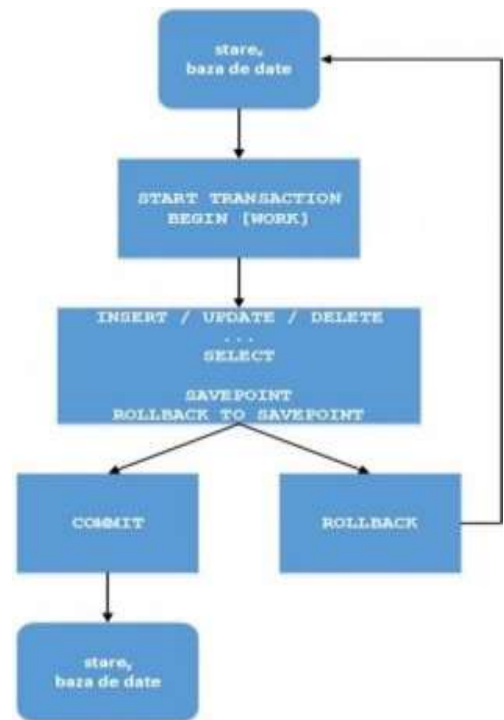 stare,
baza de date
START TRANSACTION
BEGIN [WORK]
INSERT / UPDATE / DELETE
...
SELECT
SAVEPOINT
ROLLBACK TO SAVEPOINT
COMMIT
ROLLBACK
stare,
baza de date